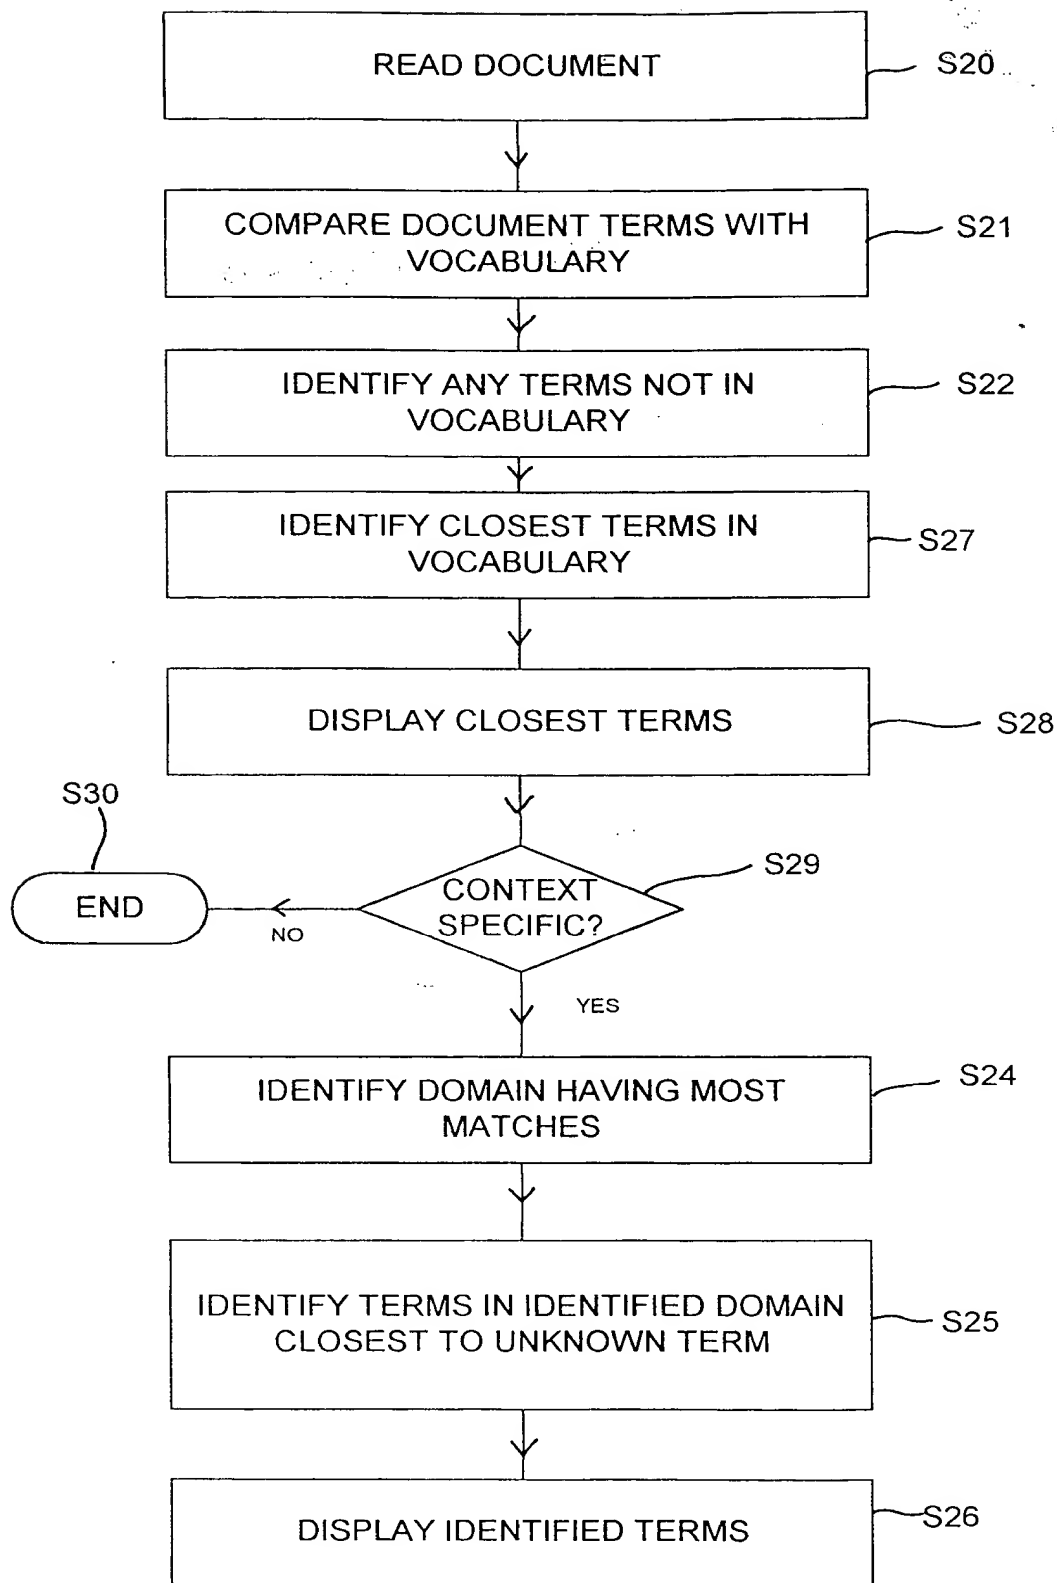 READ DOCUMENT
S20
COMPARE DOCUMENT TERMS WITH
VOCABULARY
S21
IDENTIFY ANY TERMS NOT IN
VOCABULARY
S22
IDENTIFY CLOSEST TERMS IN
VOCABULARY
S27
DISPLAY CLOSEST TERMS
S28
S30
END
NO
CONTEXT
SPECIFIC?
S29
YES
IDENTIFY DOMAIN HAVING MOST
MATCHES
S24
IDENTIFY TERMS IN IDENTIFIED DOMAIN
CLOSEST TO UNKNOWN TERM
S25
DISPLAY IDENTIFIED TERMS
S26